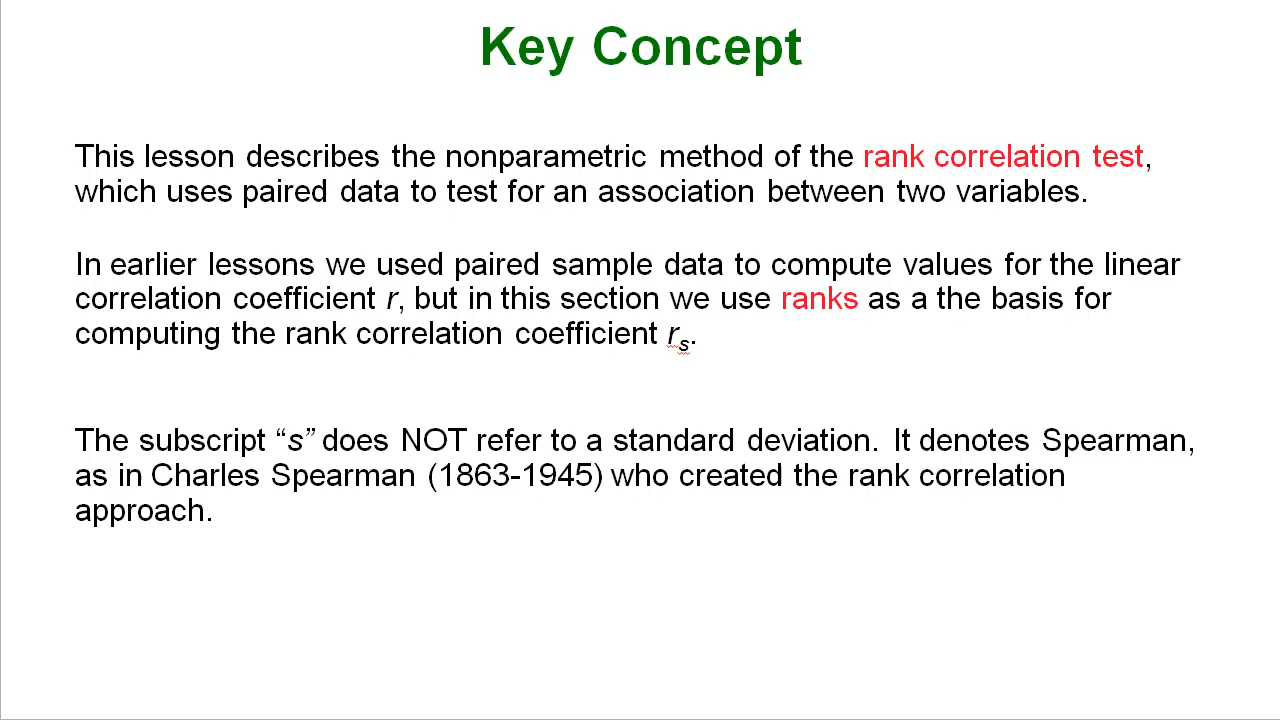 Key Concept
This lesson describes the nonparametric method of the rank correlation test,
which uses paired data to test for an association between two variables.
In earlier lessons we used paired sample data to compute values for the linear
correlation coefficient r, but in this section we use ranks as a the basis for
computing the rank correlation coefficient rs.
The subscript “s” does NOT refer to a standard deviation.  It denotes Spearman,
as in Charles Spearman (1863-1945) who created the rank correlation
approach.